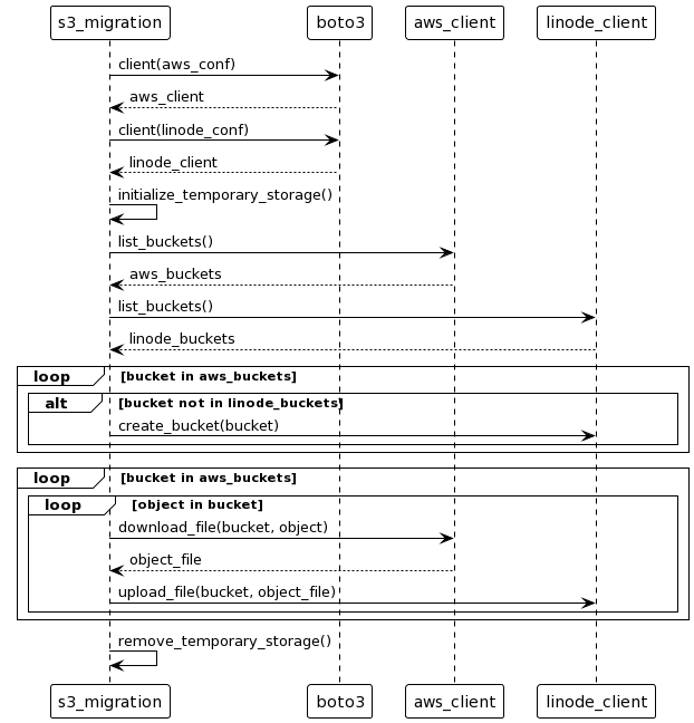 s3_migration boto3 aws_client linode_client
client(aws_conf)
aws_client
client(linode_conf)
linode_client
initialize_temporary_storage()
list_buckets()
aws_buckets
list_buckets()
linode_buckets
loop [bucket in aws_buckets]
alt [bucket not in linode_buckets]
create_bucket(bucket)
loop [bucket in aws_buckets]
loop [object in bucket]
download_file(bucket, object)
object_file
upload_file(bucket, object_file)
remove_temporary_storage()
s3_migration boto3 aws_client linode_client